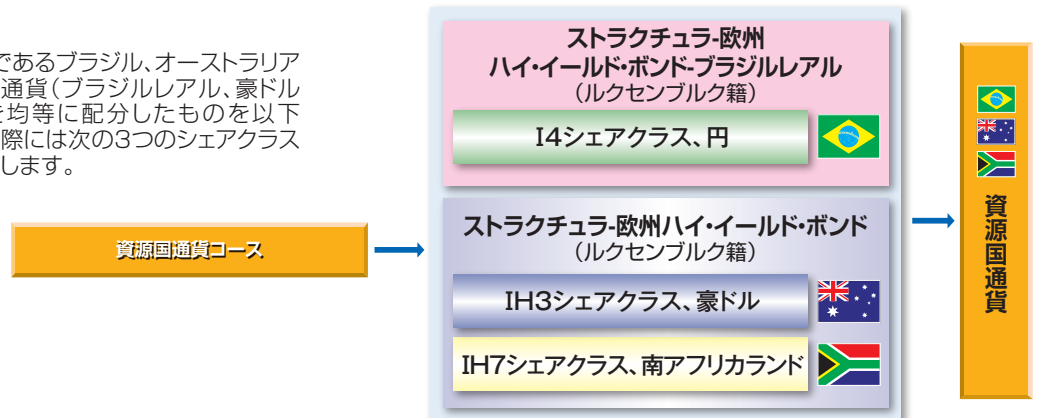 であるブラジル、オーストラリア
通貨（ブラジルレアル、豪ドル
を均等に配分したものを以下
際には次の3つのシェアクラス
します。
資源国通貨コース
ストラクチュラ-欧州
ハイ・イールド・ボンド-ブラジルレアル
（ルクセンブルク籍）
I4シェアクラス、円
ストラクチュラ-欧州ハイ・イールド・ボンド
（ルクセンブルク籍）
IH3シェアクラス、豪ドル
IH7シェアクラス、南アフリカランド
資源国通貨